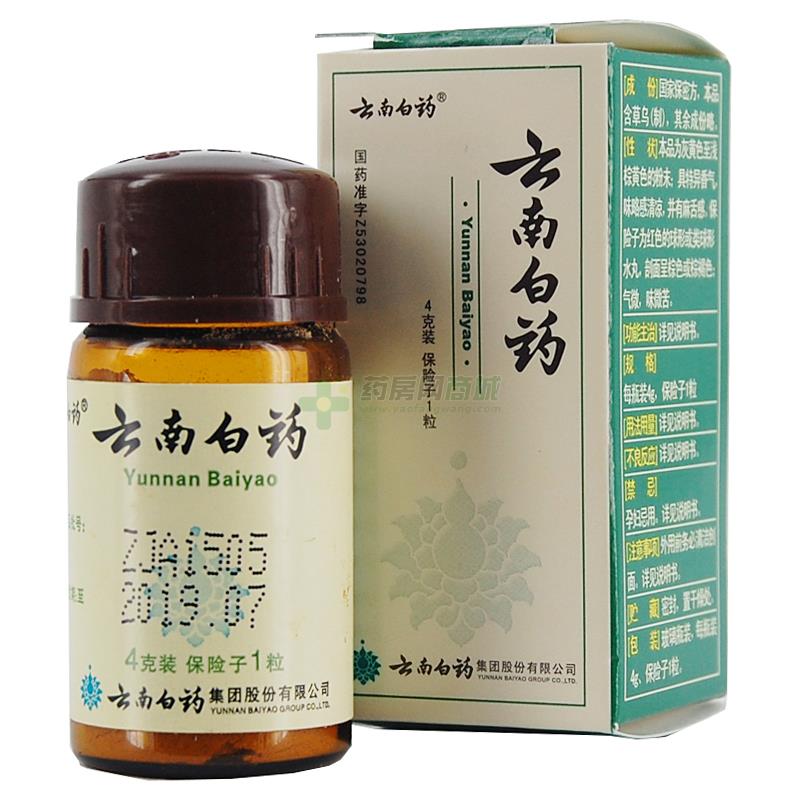 云南白药®
国药准字Z53020798
云南白药
·Yunnan Baiyao·
4克装 保险子1粒
云南白药集团股份有限公司
YUNNAN BAIYAO GROUP CO.,LTD.
[成 份]国家保密方,本品
含草乌(制),其余成份略。
[性 状]本品为灰黄色至浅
棕黄色的粉末;具特异香气,
味略感清凉,并有麻舌感。保
险子为红色的球形或类球形
水丸,剖面呈棕色或棕褐色;
气微,味微苦。
[功能主治]详见说明书。
[规 格]
每瓶装4g,保险子1粒
[用法用量]详见说明书。
[不良反应]详见说明书。
[禁 忌]
孕妇忌用,详见说明书。
[注意事项]外用前务必清洁创
面,详见说明书。
[贮 藏]密封,置干燥处。
[包 装]玻璃瓶装,每瓶装
4g、保险子1粒。
药®
云南白药
Yunnan Baiyao
批号:
至
ZJA1505
2019.07
4克装 保险子1粒
云南白药集团股份有限公司
YUNNAN BAIYAO GROUP CO.,LTD.
药房网商城
www.yaofangwang.com